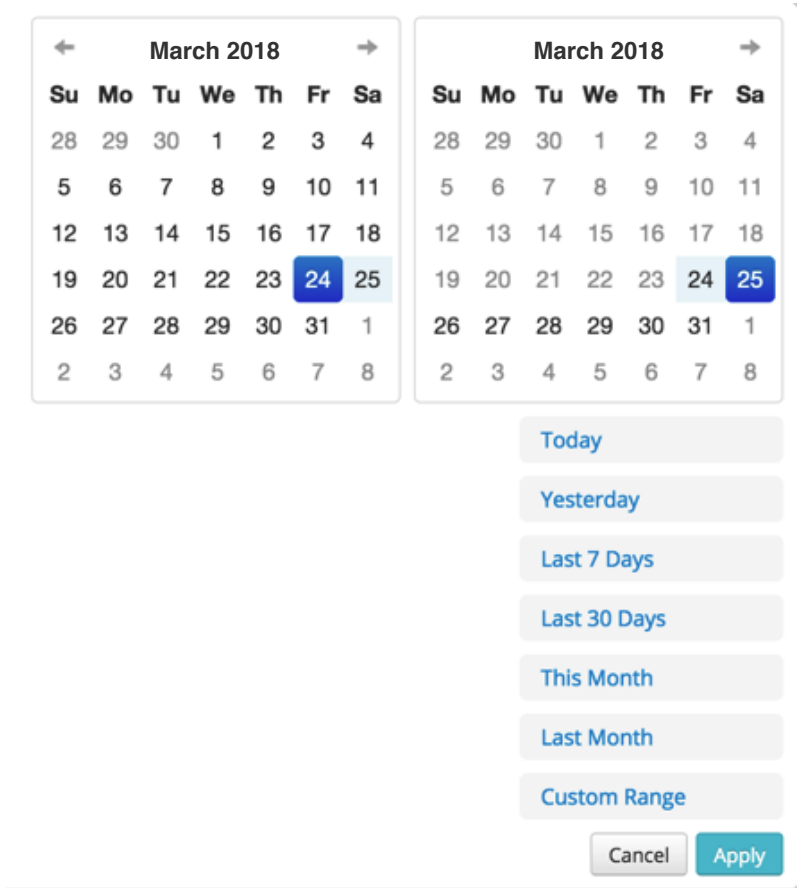 March 2018
Su Mo Tu We Th Fr Sa
28 29 30 1 2 3 4
5 6 7 8 9 10 11
12 13 14 15 16 17 18
19 20 21 22 23 24 25
26 27 28 29 30 31 1
2 3 4 5 6 7 8
March 2018
Su Mo Tu We Th Fr Sa
28 29 30 1 2 3 4
5 6 7 8 9 10 11
12 13 14 15 16 17 18
19 20 21 22 23 24 25
26 27 28 29 30 31 1
2 3 4 5 6 7 8
Today
Yesterday
Last 7 Days
Last 30 Days
This Month
Last Month
Custom Range
Cancel Apply